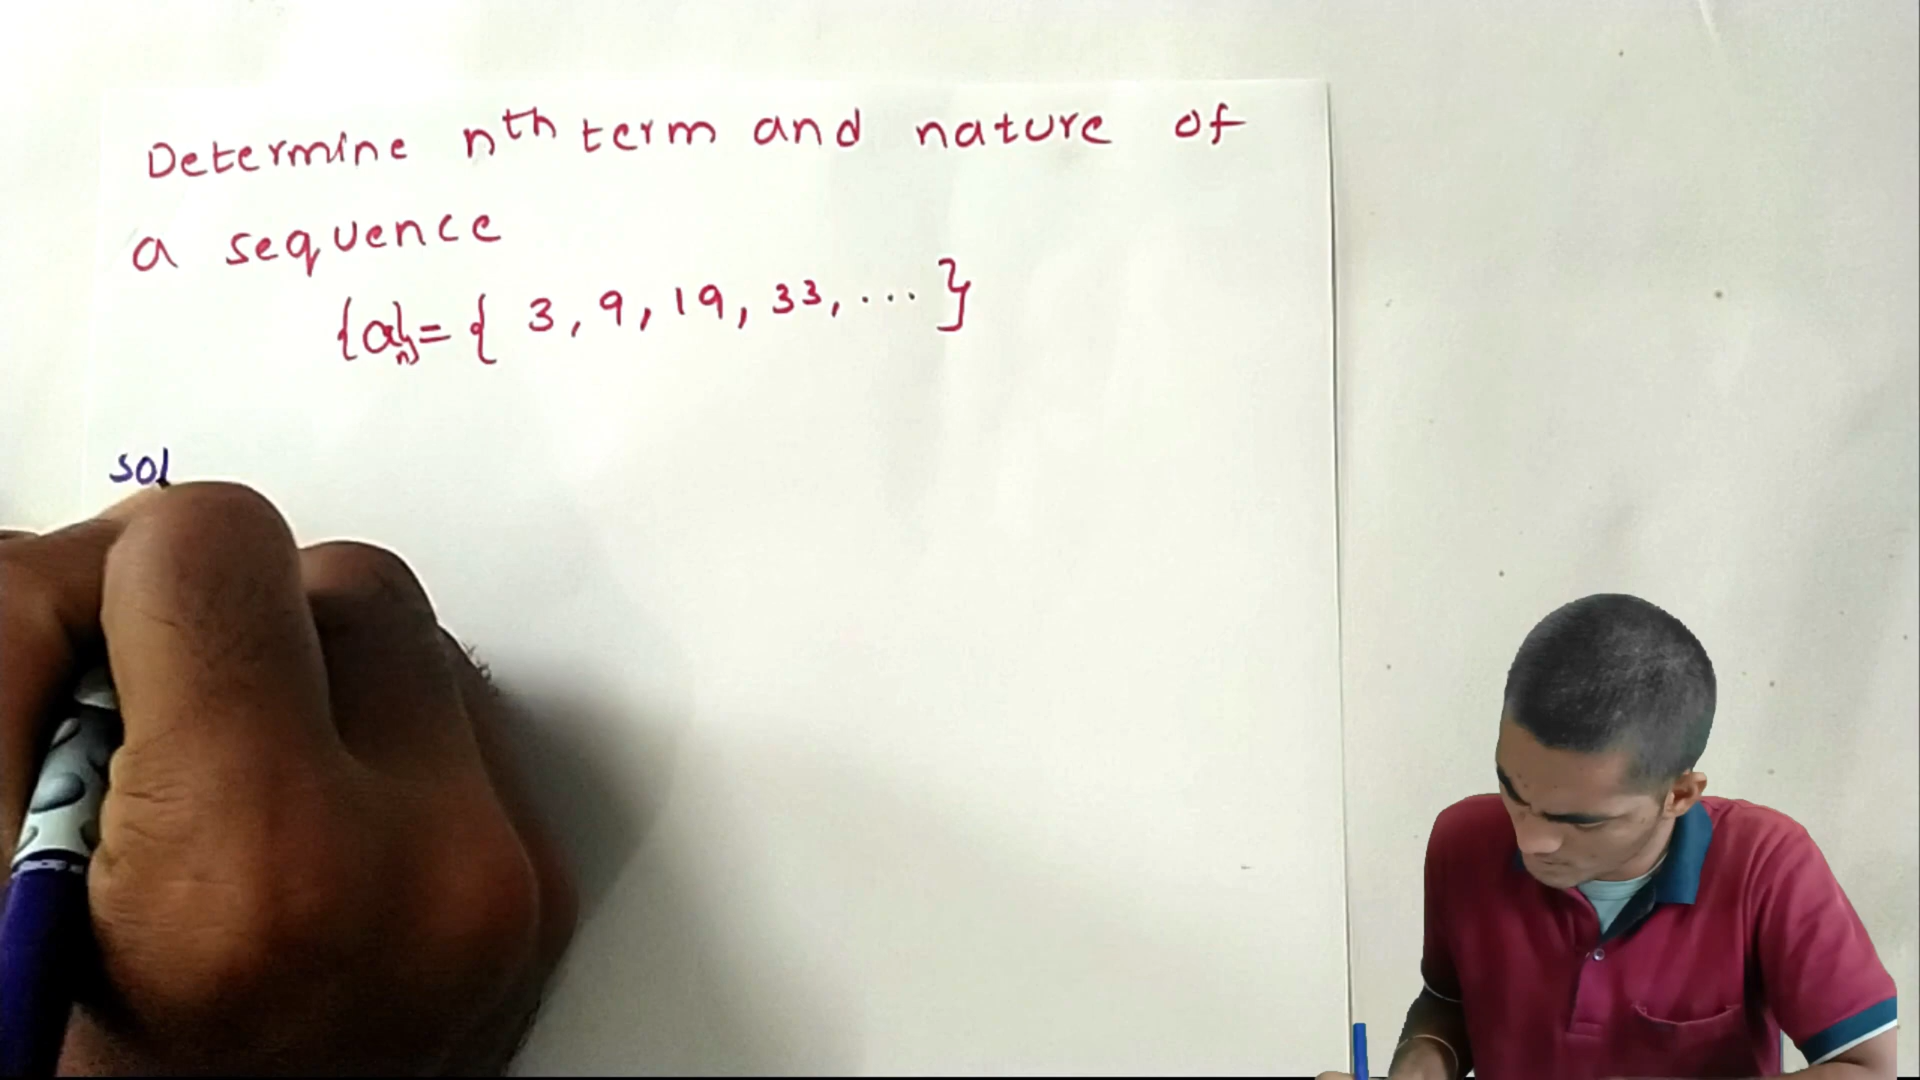 Determine nth term and nature of
a sequence
{an}={ 3, 9, 19, 33, ... }
sol